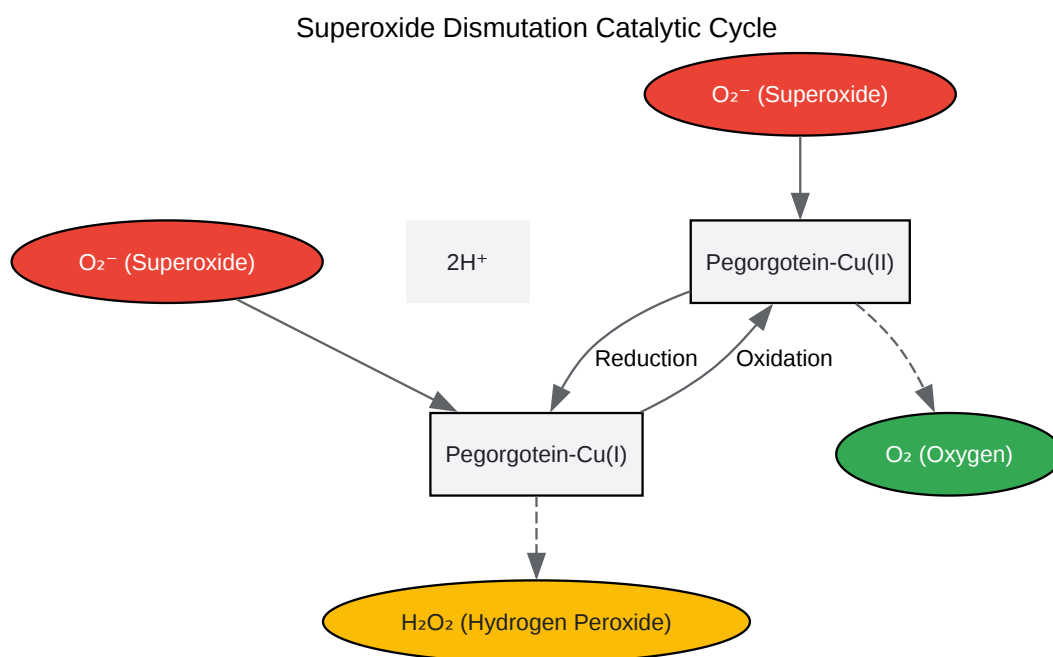 Superoxide Dismutation Catalytic Cycle
O₂⁻ (Superoxide)
O₂⁻ (Superoxide)
2H⁺
Pegorgotein-Cu(II)
Reduction
Oxidation
Pegorgotein-Cu(I)
O₂ (Oxygen)
H₂O₂ (Hydrogen Peroxide)